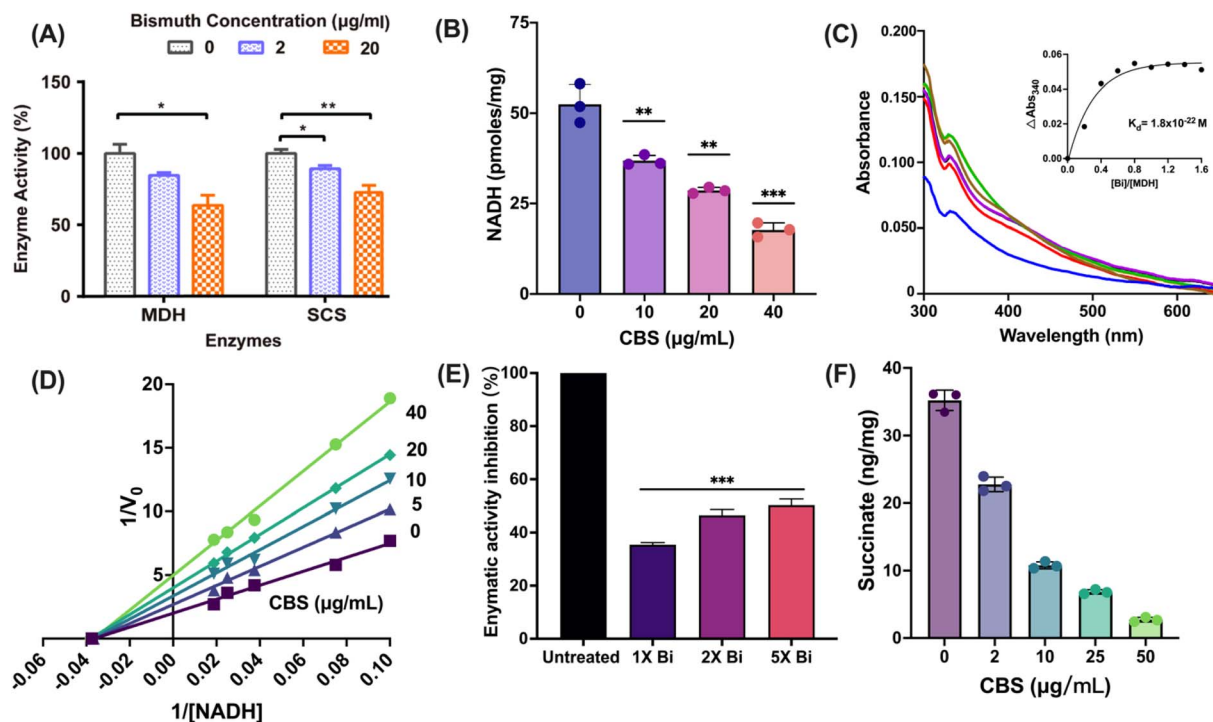 (A)
Bismuth Concentration (µg/ml)
0 2 20
Enzyme Activity (%)
150
100
50
0
* ** *
MDH SCS
Enzymes
(B)
NADH (pmoles/mg)
75
50
25
0
** ** ***
0 10 20 40
CBS (µg/mL)
(C)
Absorbance
0.200
0.150
0.100
0.050
0
300 400 500 600
Wavelength (nm)
△Abs340
0.06
0.04
0.02
0.00
Kd= 1.8x10-22 M
0.0 0.4 0.8 1.2 1.6
[Bi]/[MDH]
(D)
1/V0
20
15
10
5
40
20
10
5
0
CBS (µg/mL)
-0.06 -0.04 -0.02 0.00 0.02 0.04 0.06 0.08 0.10
1/[NADH]
(E)
Enymatic activity inhibition (%)
100
80
60
40
20
0
***
Untreated 1X Bi 2X Bi 5X Bi
(F)
Succinate (ng/mg)
40
30
20
10
0
0 2 10 25 50
CBS (µg/mL)